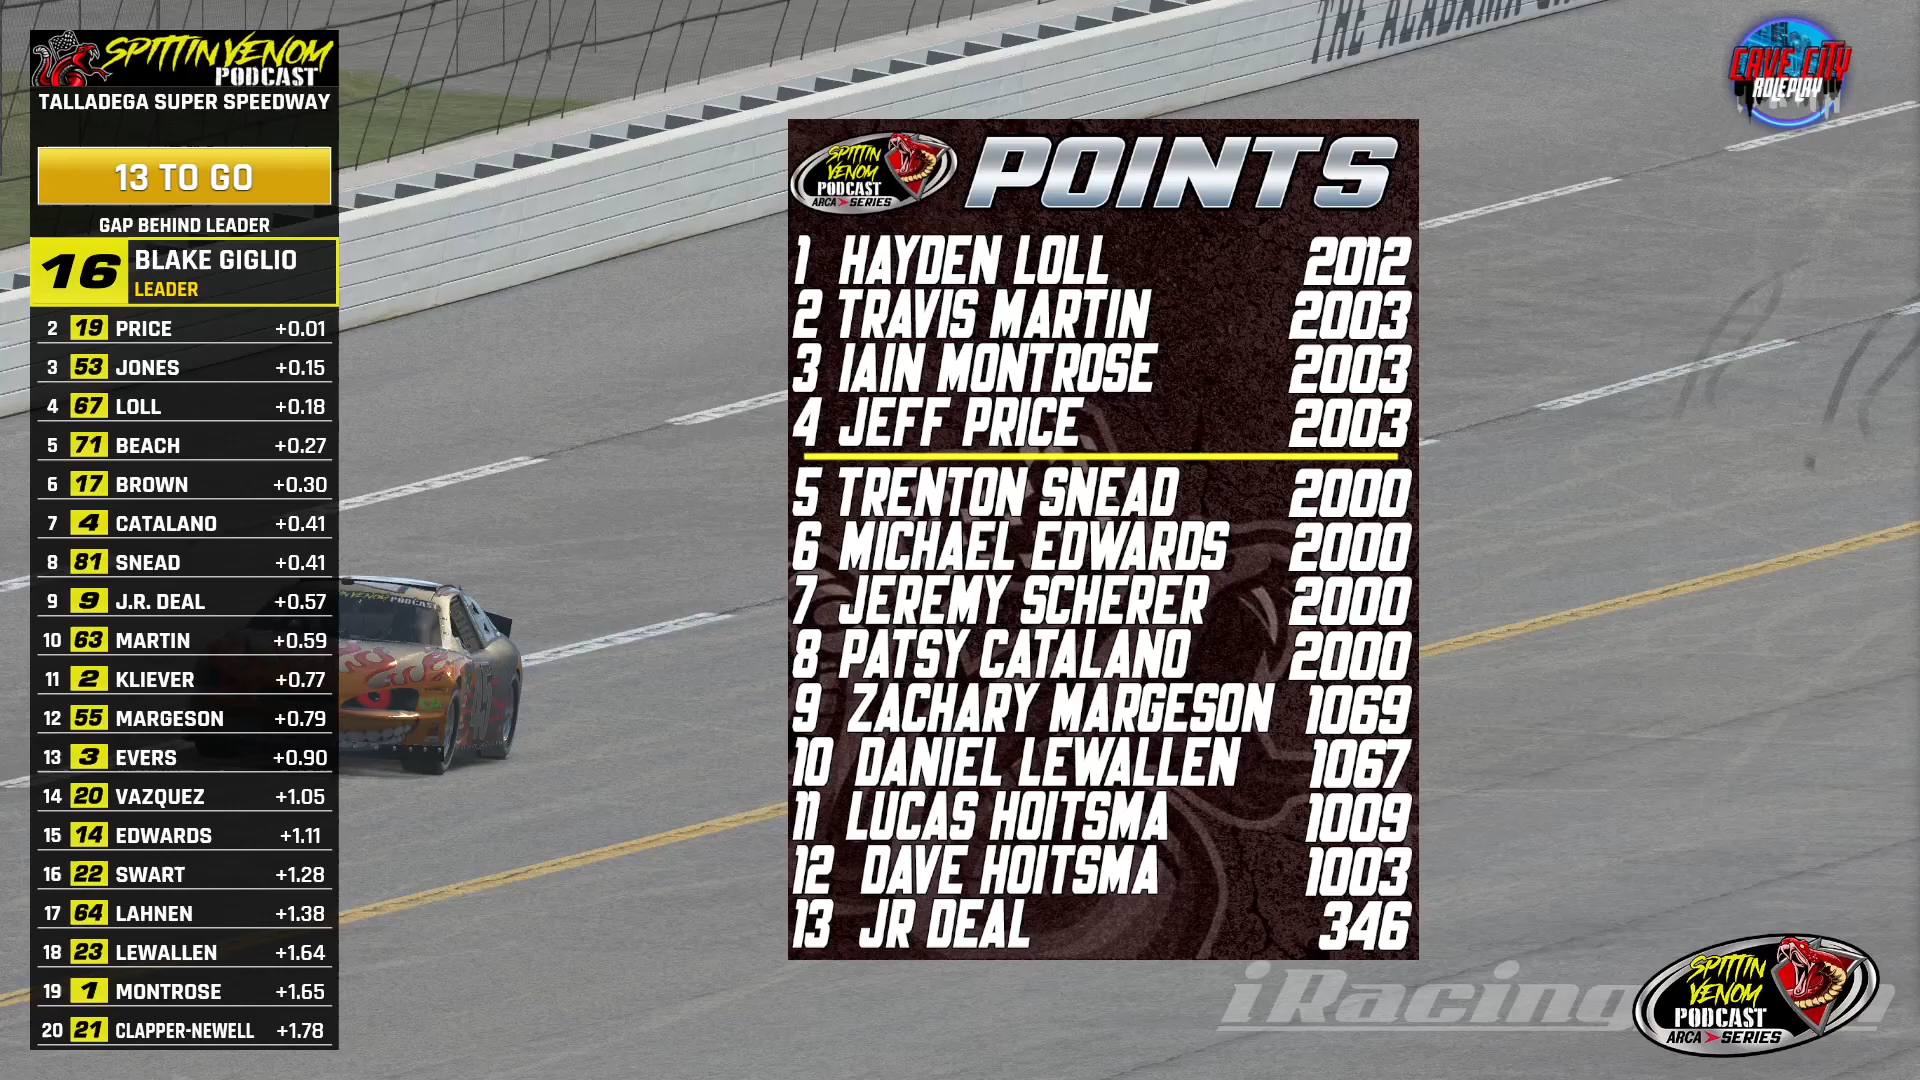 SPITTIN VENOM
PODCAST
TALLADEGA SUPER SPEEDWAY
13 TO GO
GAP BEHIND LEADER
16 BLAKE GIGLIO
LEADER
2 19 PRICE +0.01
3 53 JONES +0.15
4 67 LOLL +0.18
5 71 BEACH +0.27
6 17 BROWN +0.30
7 4 CATALANO +0.41
8 81 SNEAD +0.41
9 9 J.R. DEAL +0.57
10 63 MARTIN +0.59
11 2 KLIEVER +0.77
12 55 MARGESON +0.79
13 3 EVERS +0.90
14 20 VAZQUEZ +1.05
15 14 EDWARDS +1.11
16 22 SWART +1.28
17 64 LAHNEN +1.38
18 23 LEWALLEN +1.64
19 1 MONTROSE +1.65
20 21 CLAPPER-NEWELL +1.78
SPITTIN VENOM PODCAST
ARCA SERIES
POINTS
1 HAYDEN LOLL 2012
2 TRAVIS MARTIN 2003
3 IAIN MONTROSE 2003
4 JEFF PRICE 2003
5 TRENTON SNEAD 2000
6 MICHAEL EDWARDS 2000
7 JEREMY SCHERER 2000
8 PATSY CATALANO 2000
9 ZACHARY MARGESON 1069
10 DANIEL LEWALLEN 1067
11 LUCAS HOITSMA 1009
12 DAVE HOITSMA 1003
13 JR DEAL 346
THE ALABAMA
CAVE CITY
ROLEPLAY
SPITTIN VENOM PODCAST
iRacing
SPITTIN
VENOM
PODCAST
ARCA SERIES